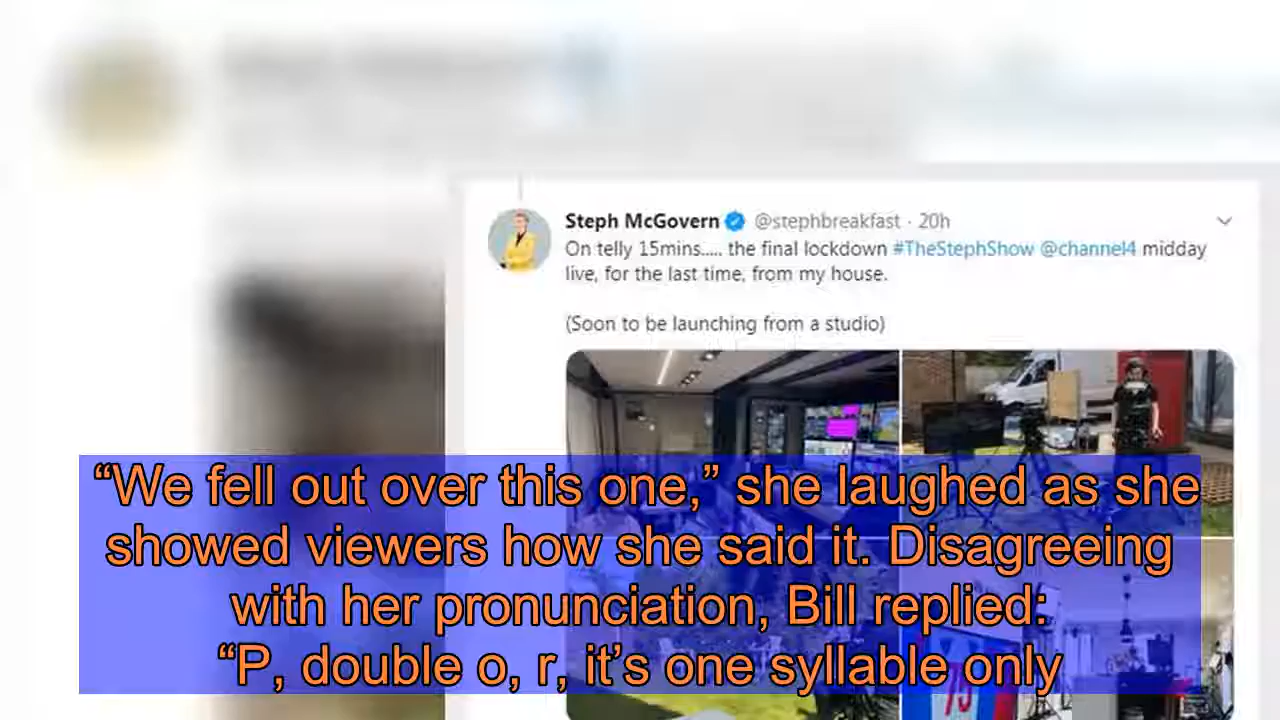 Steph McGovern @stephbreakfast · 20h
On telly 15mins..... the final lockdown #TheStephShow @channel4 midday
live, for the last time, from my house.
(Soon to be launching from a studio)
“We fell out over this one,” she laughed as she
showed viewers how she said it. Disagreeing
with her pronunciation, Bill replied:
“P, double o, r, it’s one syllable only